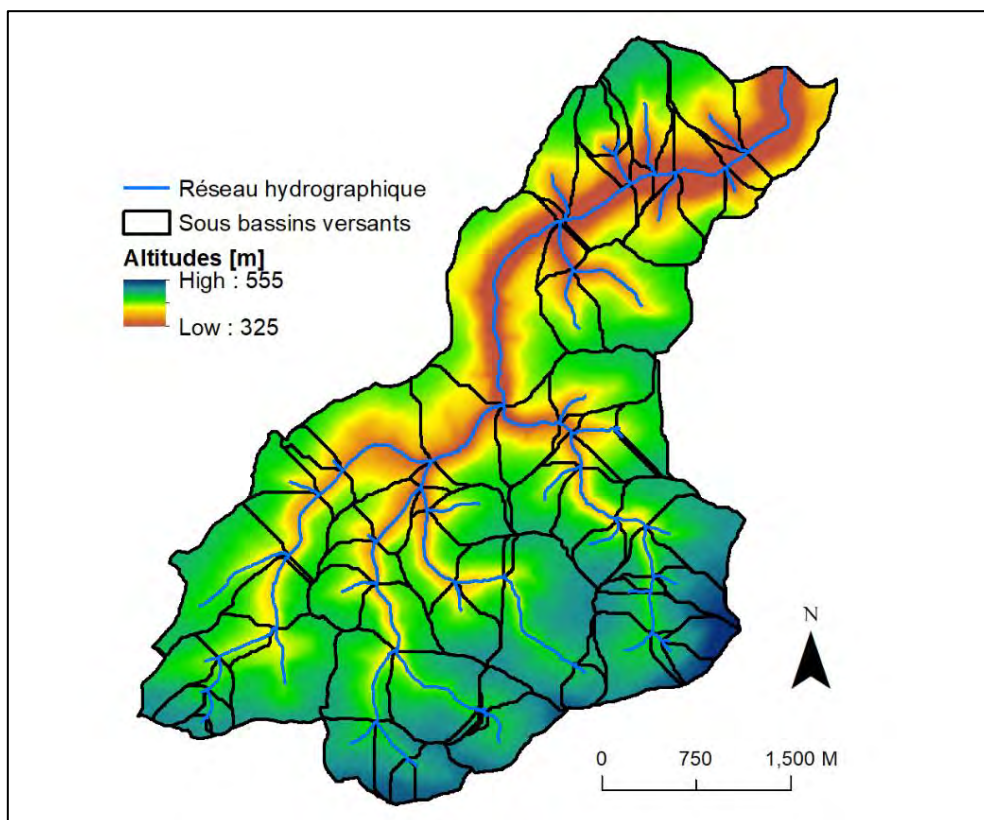 Réseau hydrographique
Sous bassins versants
Altitudes [m]
High : 555
Low : 325
N
0 750 1,500 M